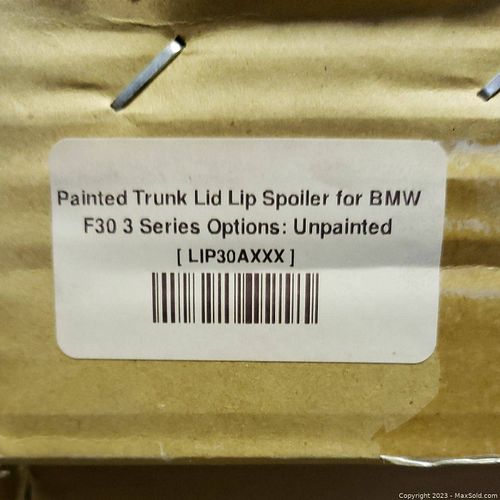 Painted Trunk Lid Lip Spoiler for BMW
F30 3 Series Options: Unpainted
[ LIP30AXXX ]
Copyright 2023 - MaxSold.com